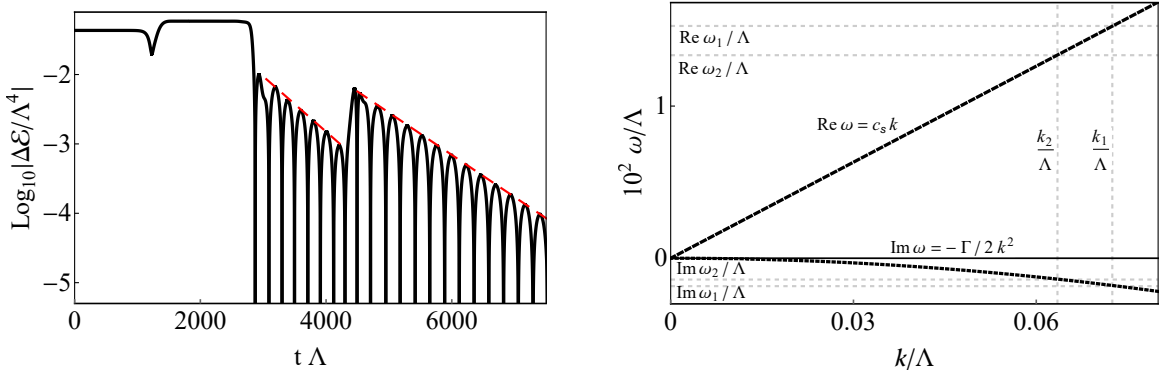 Log₁₀|Δℰ/Λ⁴|
-2
-3
-4
-5
0
2000
4000
6000
t Λ
10² ω/Λ
1
0
Re ω₁/Λ
Re ω₂/Λ
Re ω = cₛ k
k₂/Λ
k₁/Λ
Im ω = − Γ/2 k²
Im ω₂/Λ
Im ω₁/Λ
0
0.03
0.06
k/Λ